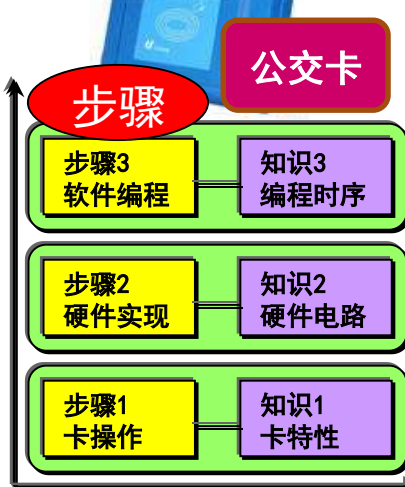 公交卡
步骤
步骤3
软件编程
知识3
编程时序
步骤2
硬件实现
知识2
硬件电路
步骤1
卡操作
知识1
卡特性